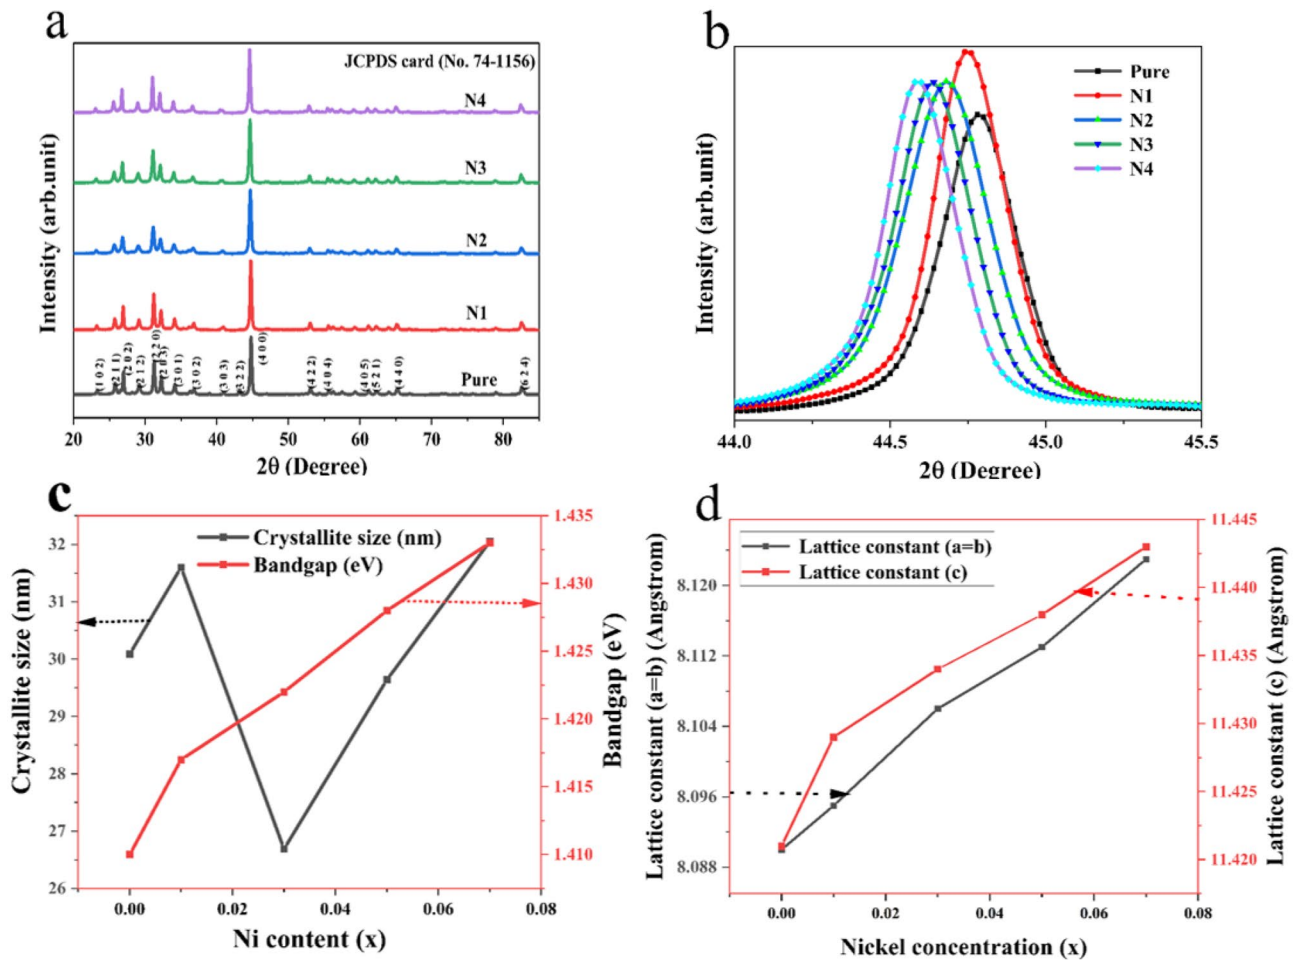 a
JCPDS card (No. 74-1156)
N4
N3
N2
N1
Pure
Intensity (arb.unit)
(1 0 2)
(2 1 1)
(2 0 2)
(2 1 2)
(3 0 1)
(3 0 2)
(3 0 3)
(3 2 2)
(4 0 0)
(4 2 2)
(4 0 4)
(4 0 5)
(5 2 1)
(4 4 0)
(6 2 4)
20 30 40 50 60 70 80
2θ (Degree)
b
Pure
N1
N2
N3
N4
Intensity (arb.unit)
44.0 44.5 45.0 45.5
2θ (Degree)
c
Crystallite size (nm)
Bandgap (eV)
32
31
30
29
28
27
26
Crystallite size (nm)
1.435
1.430
1.425
1.420
1.415
1.410
Bandgap (eV)
0.00 0.02 0.04 0.06 0.08
Ni content (x)
d
Lattice constant (a=b)
Lattice constant (c)
8.120
8.112
8.104
8.096
8.088
Lattice constant (a=b) (Angstrom)
11.445
11.440
11.435
11.430
11.425
11.420
Lattice constant (c) (Angstrom)
0.00 0.02 0.04 0.06 0.08
Nickel concentration (x)